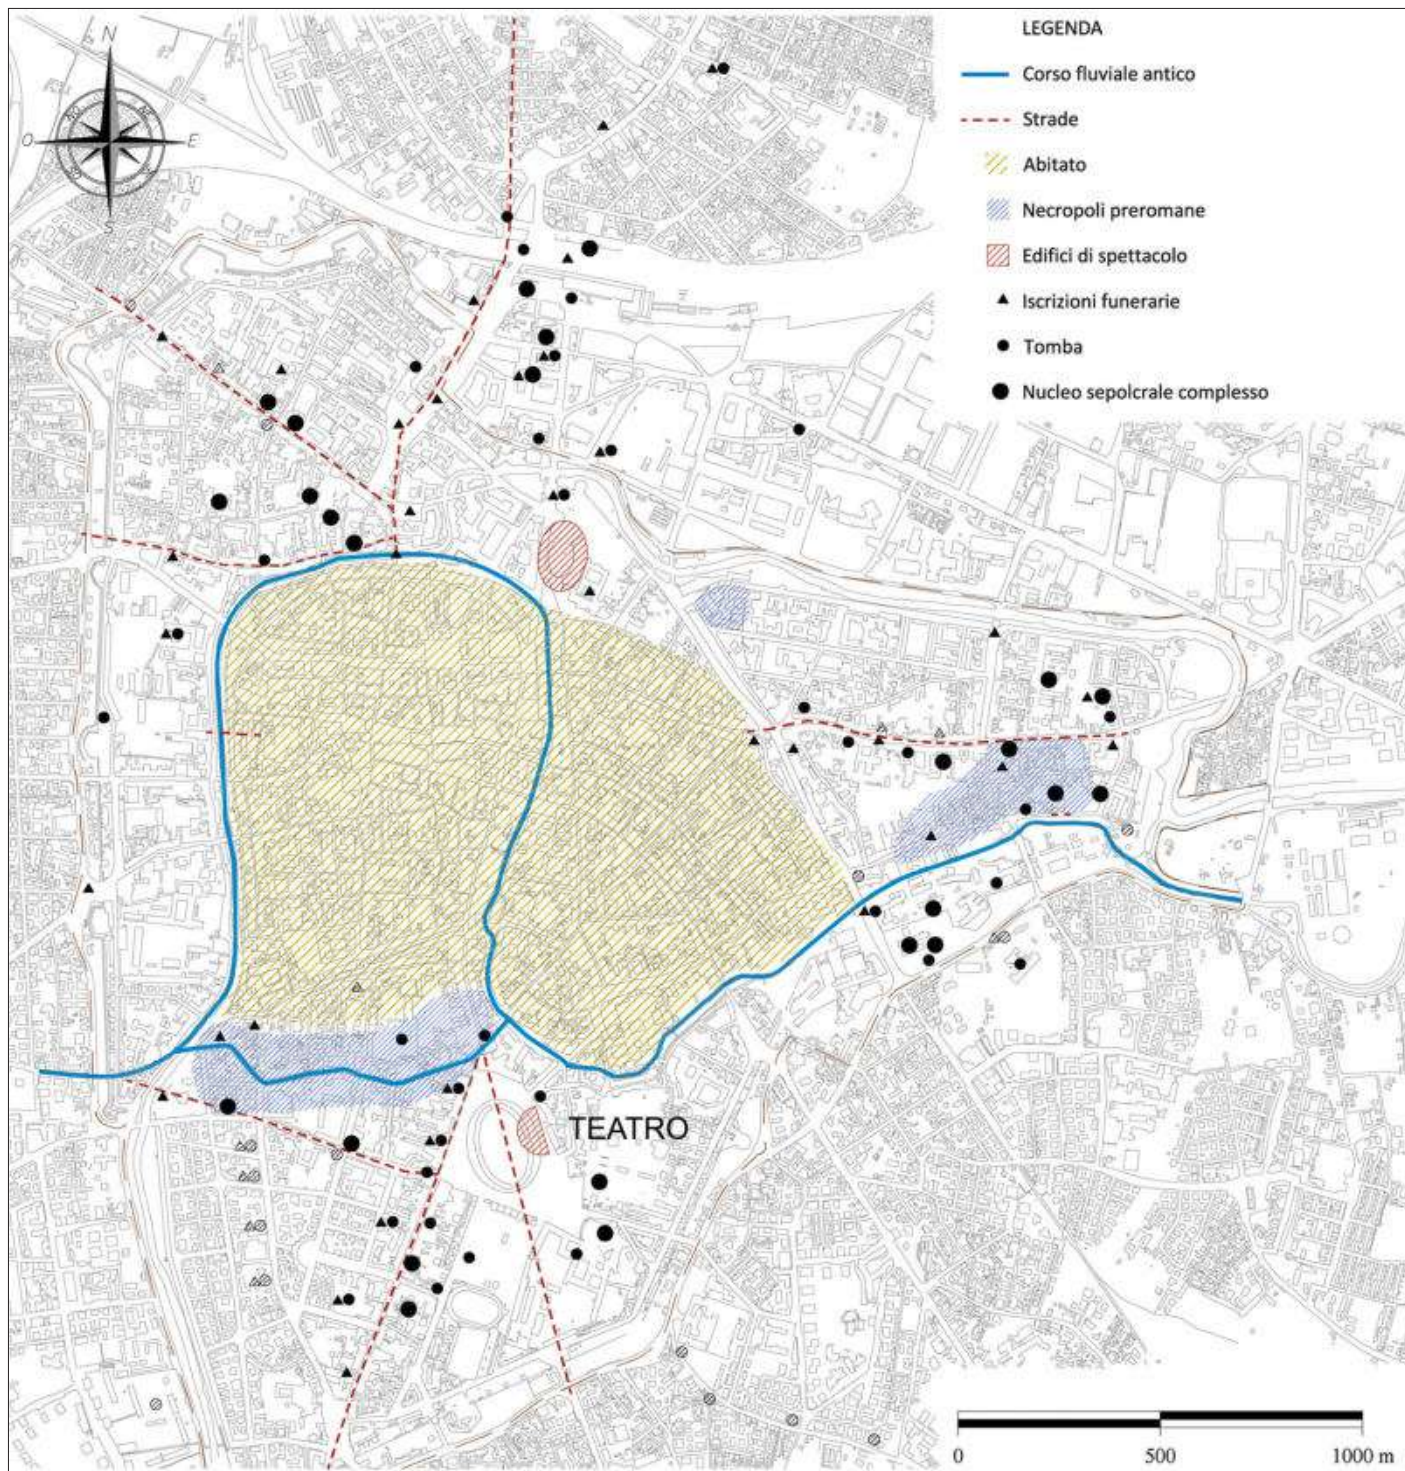 N
O
E
S
LEGENDA
Corso fluviale antico
Strade
Abitato
Necropoli preromane
Edifici di spettacolo
Iscrizioni funerarie
Tomba
Nucleo sepolcrale complesso
TEATRO
0 500 1000 m